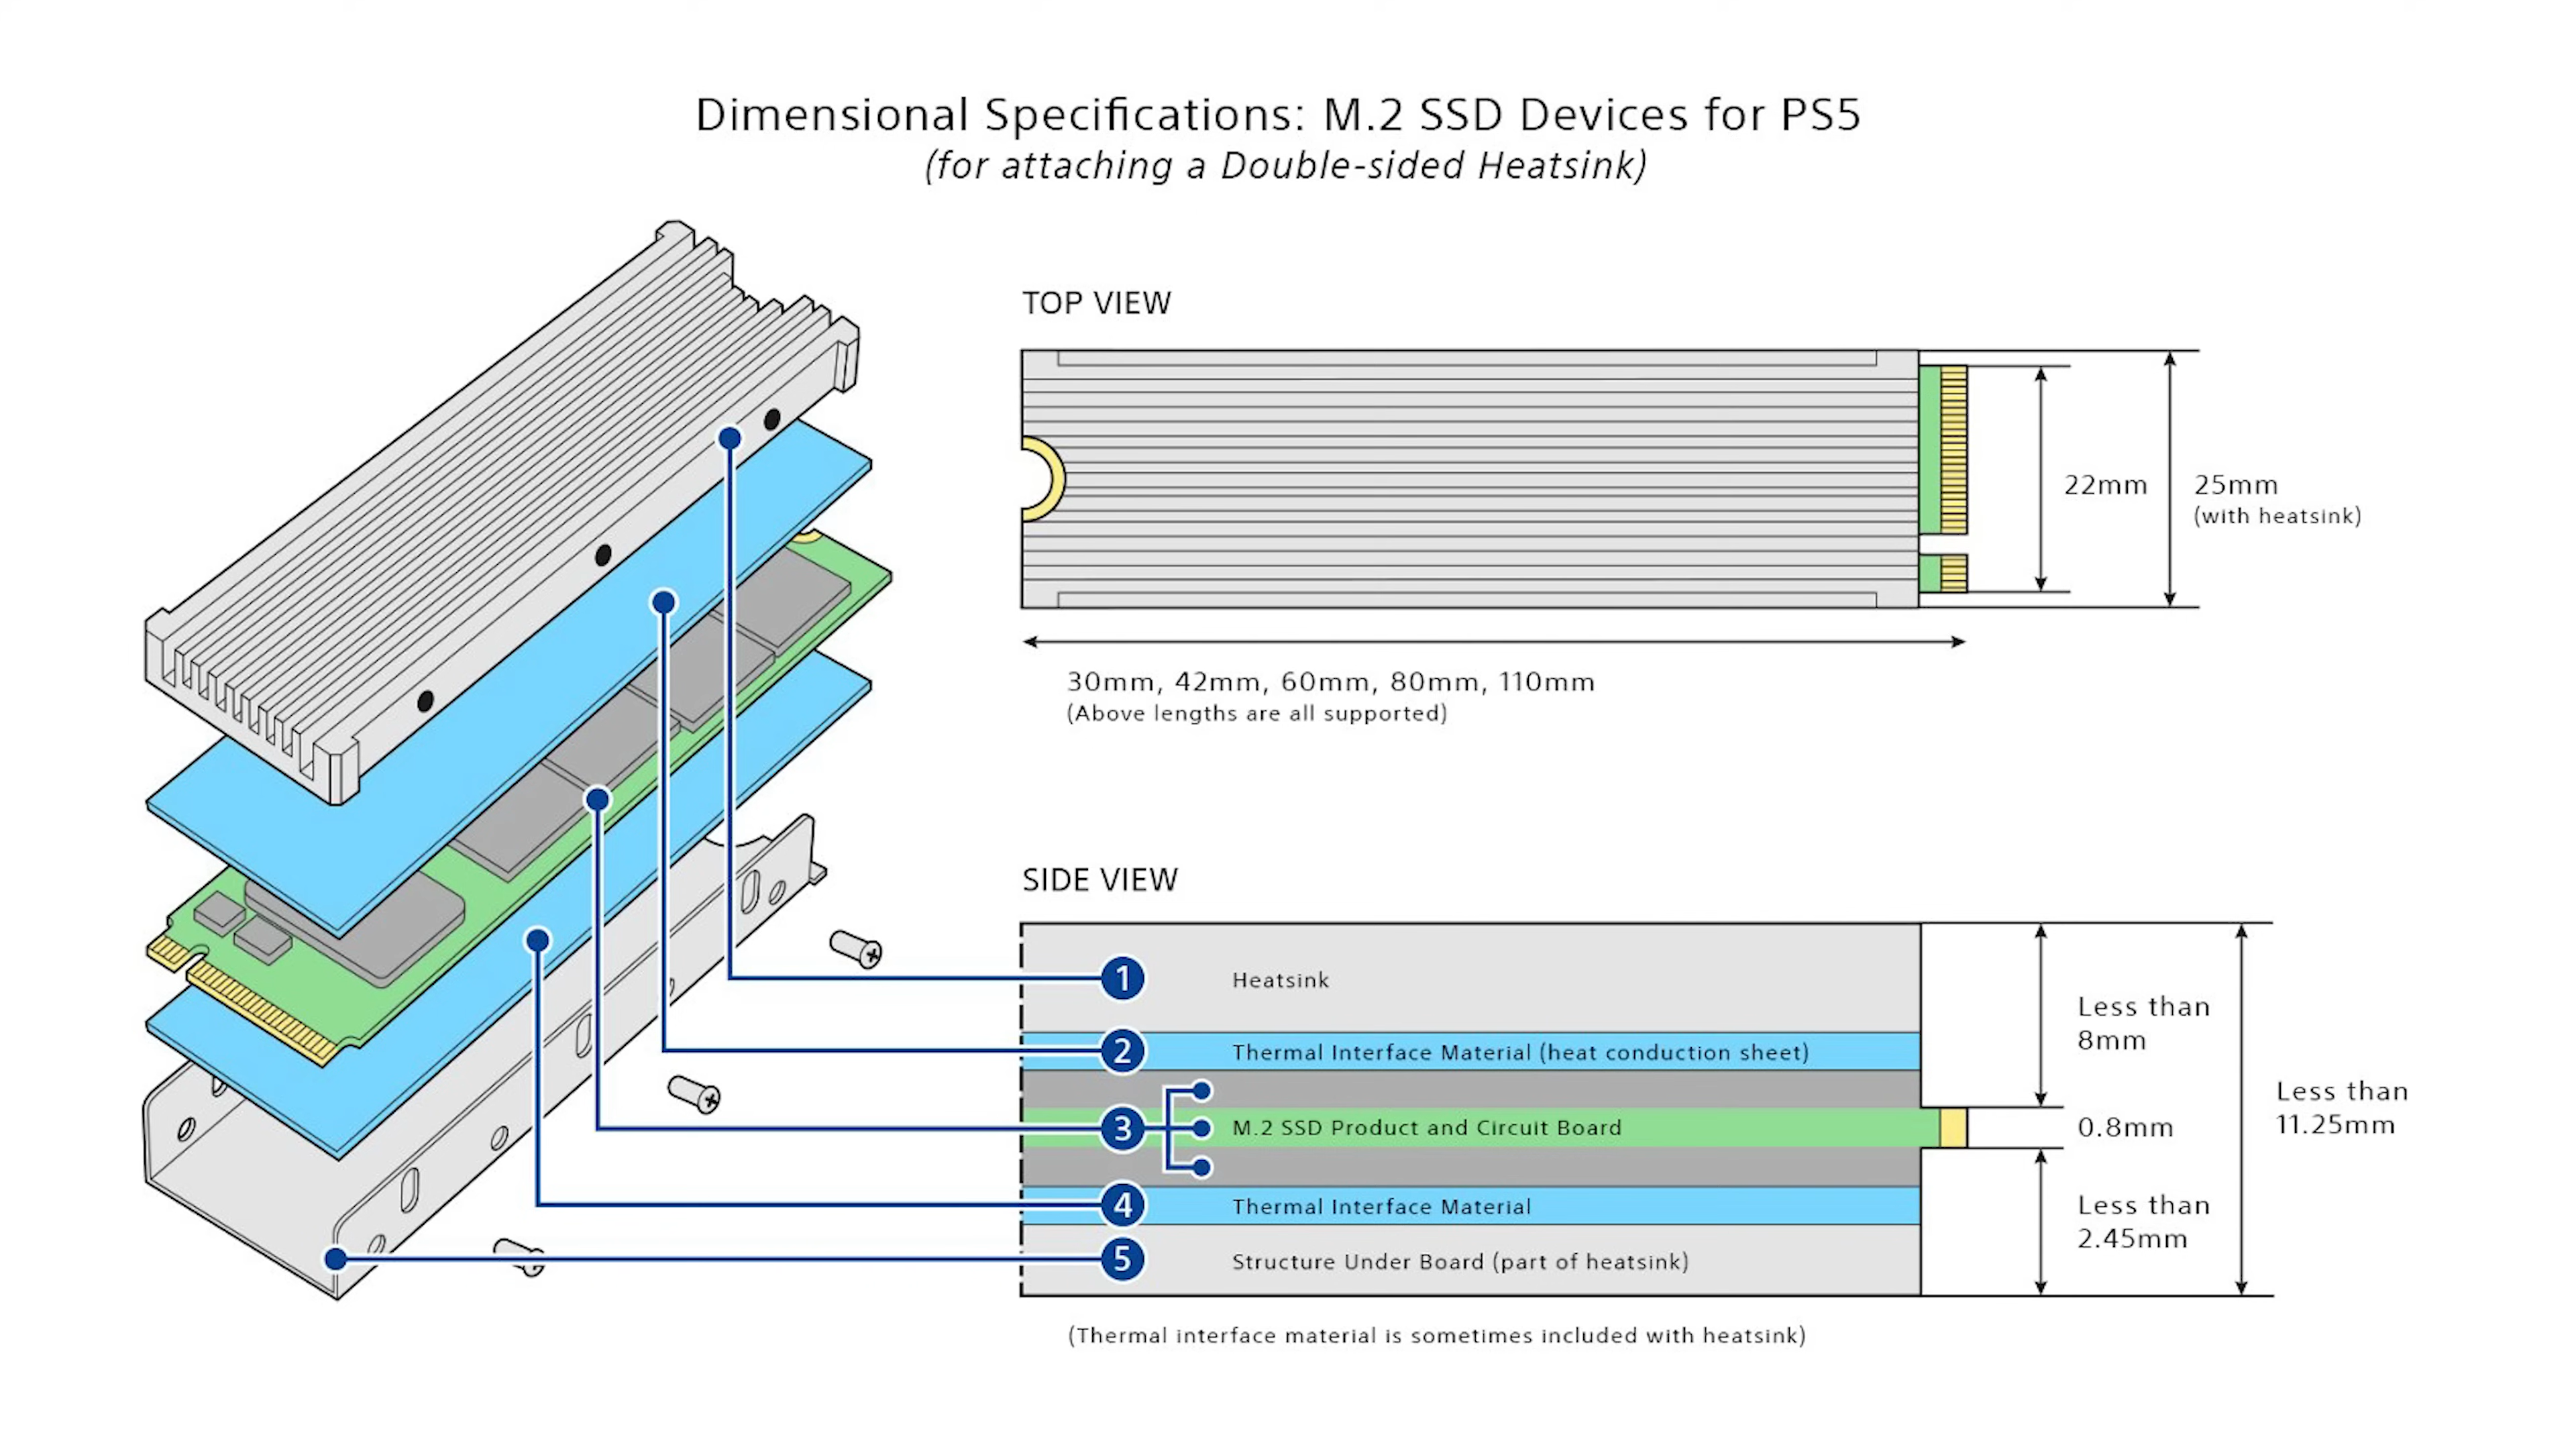 Dimensional Specifications: M.2 SSD Devices for PS5
(for attaching a Double-sided Heatsink)
TOP VIEW
22mm
25mm
(with heatsink)
30mm, 42mm, 60mm, 80mm, 110mm
(Above lengths are all supported)
SIDE VIEW
1 Heatsink
2 Thermal Interface Material (heat conduction sheet)
3 M.2 SSD Product and Circuit Board
4 Thermal Interface Material
5 Structure Under Board (part of heatsink)
Less than
8mm
0.8mm
Less than
2.45mm
Less than
11.25mm
(Thermal interface material is sometimes included with heatsink)